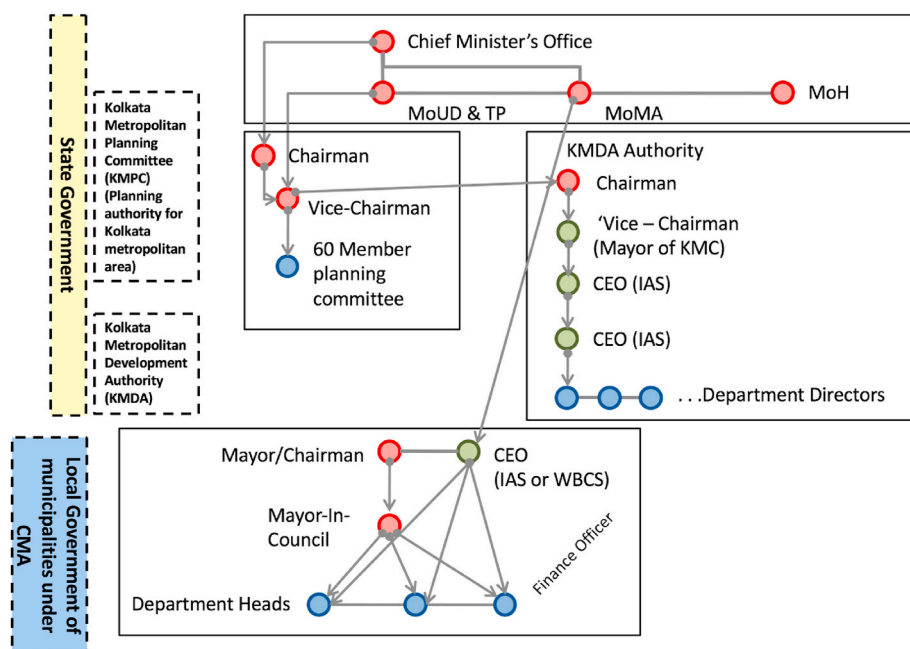 Chief Minister's Office
MoUD & TP
MoMA
MoH
State Government
Kolkata
Metropolitan
Planning
Committee
(KMPC)
(Planning
authority for
Kolkata
metropolitan
area)
Kolkata
Metropolitan
Development
Authority
(KMDA)
Chairman
Vice-Chairman
60 Member
planning
committee
KMDA Authority
Chairman
‘Vice – Chairman
(Mayor of KMC)
CEO (IAS)
CEO (IAS)
. . .Department Directors
Local Government of
municipalities under
CMA
Mayor/Chairman
CEO
(IAS or WBCS)
Mayor-In-
Council
Finance Officer
Department Heads